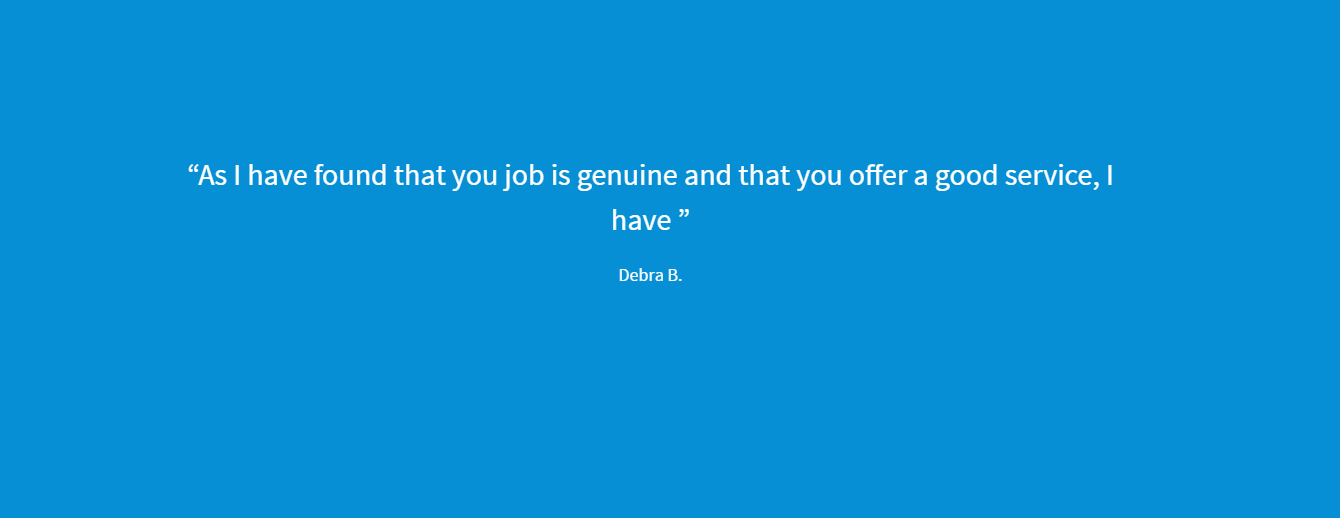 “As I have found that you job is genuine and that you offer a good service, I
have ”
Debra B.